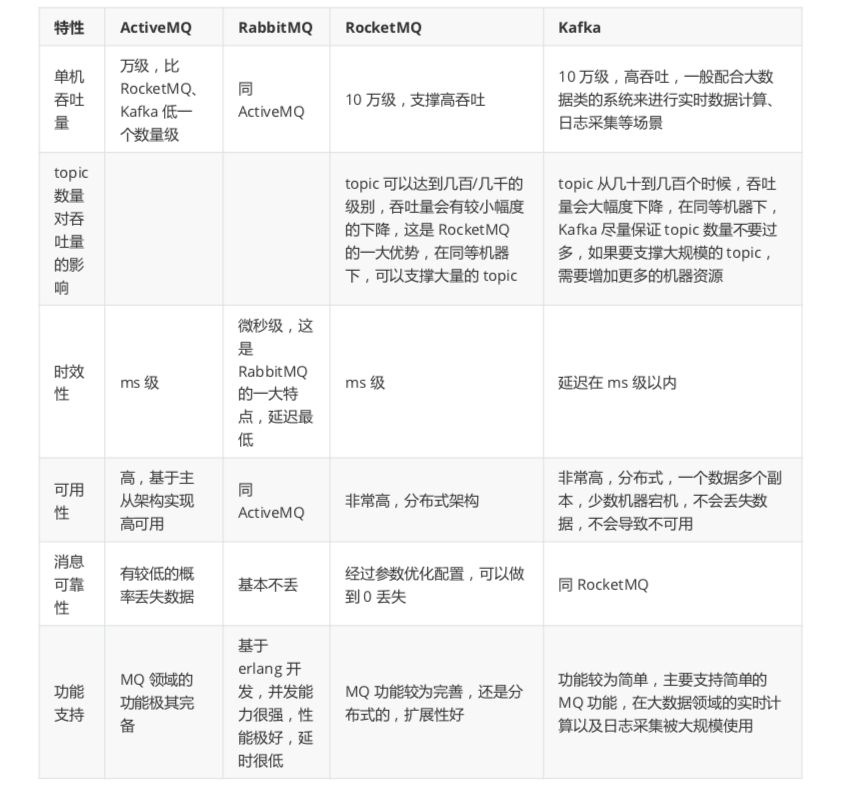 特性
ActiveMQ
RabbitMQ
RocketMQ
Kafka
单机
吞吐
量
万级，比
RocketMQ、
Kafka 低一
个数量级
同
ActiveMQ
10 万级，支撑高吞吐
10 万级，高吞吐，一般配合大数
据类的系统来进行实时数据计算、
日志采集等场景
topic
数量
对吞
吐量
的影
响
topic 可以达到几百/几千的
级别，吞吐量会有较小幅度
的下降，这是 RocketMQ
的一大优势，在同等机器
下，可以支撑大量的 topic
topic 从几十到几百个时候，吞吐
量会大幅度下降，在同等机器下，
Kafka 尽量保证 topic 数量不要过
多，如果要支撑大规模的 topic，
需要增加更多的机器资源
时效
性
ms 级
微秒级，这
是
RabbitMQ
的一大特
点，延迟最
低
ms 级
延迟在 ms 级以内
可用
性
高，基于主
从架构实现
高可用
同
ActiveMQ
非常高，分布式架构
非常高，分布式，一个数据多个副
本，少数机器宕机，不会丢失数
据，不会导致不可用
消息
可靠
性
有较低的概
率丢失数据
基本不丢
经过参数优化配置，可以做
到 0 丢失
同 RocketMQ
功能
支持
MQ 领域的
功能极其完
备
基于
erlang 开
发，并发能
力很强，性
能极好，延
时很低
MQ 功能较为完善，还是分
布式的，扩展性好
功能较为简单，主要支持简单的
MQ 功能，在大数据领域的实时计
算以及日志采集被大规模使用